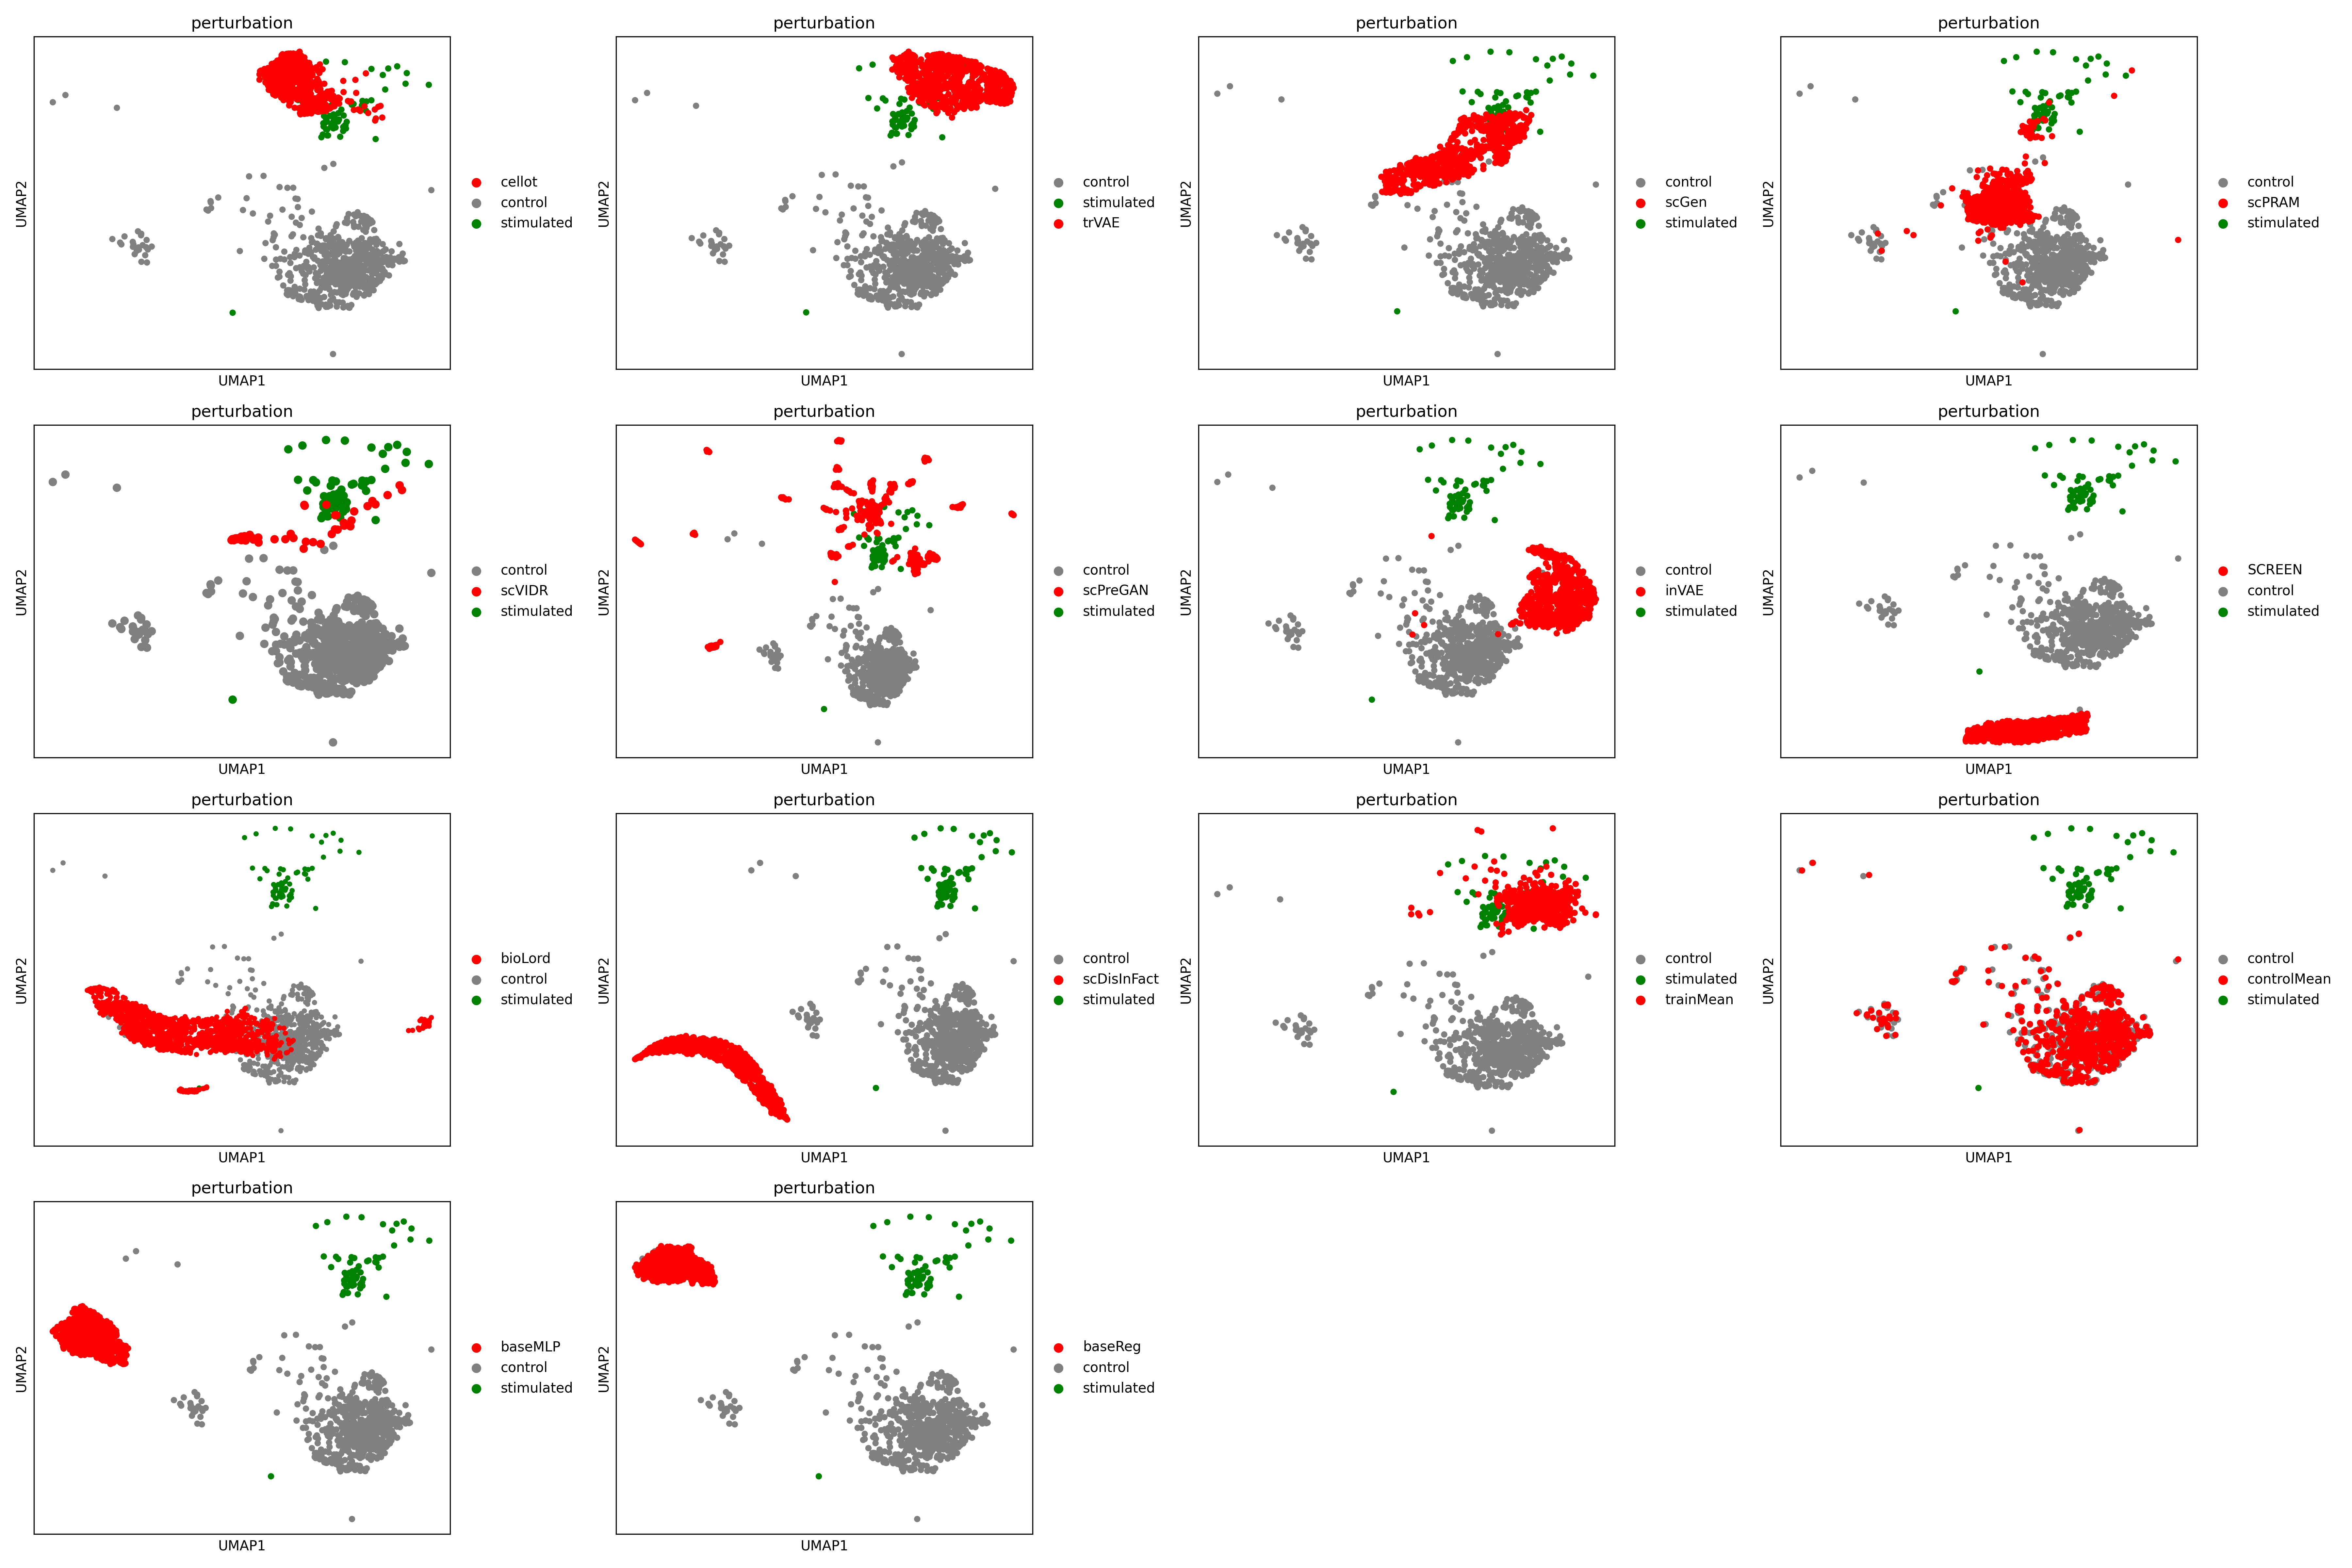 perturbation
UMAP2
UMAP1
cellot
control
stimulated
perturbation
UMAP2
UMAP1
control
stimulated
trVAE
perturbation
UMAP2
UMAP1
control
scGen
stimulated
perturbation
UMAP2
UMAP1
control
scPRAM
stimulated
perturbation
UMAP2
UMAP1
control
scVIDR
stimulated
perturbation
UMAP2
UMAP1
control
scPreGAN
stimulated
perturbation
UMAP2
UMAP1
control
inVAE
stimulated
perturbation
UMAP2
UMAP1
SCREEN
control
stimulated
perturbation
UMAP2
UMAP1
bioLord
control
stimulated
perturbation
UMAP2
UMAP1
control
scDisInFact
stimulated
perturbation
UMAP2
UMAP1
control
stimulated
trainMean
perturbation
UMAP2
UMAP1
control
controlMean
stimulated
perturbation
UMAP2
UMAP1
baseMLP
control
stimulated
perturbation
UMAP2
UMAP1
baseReg
control
stimulated